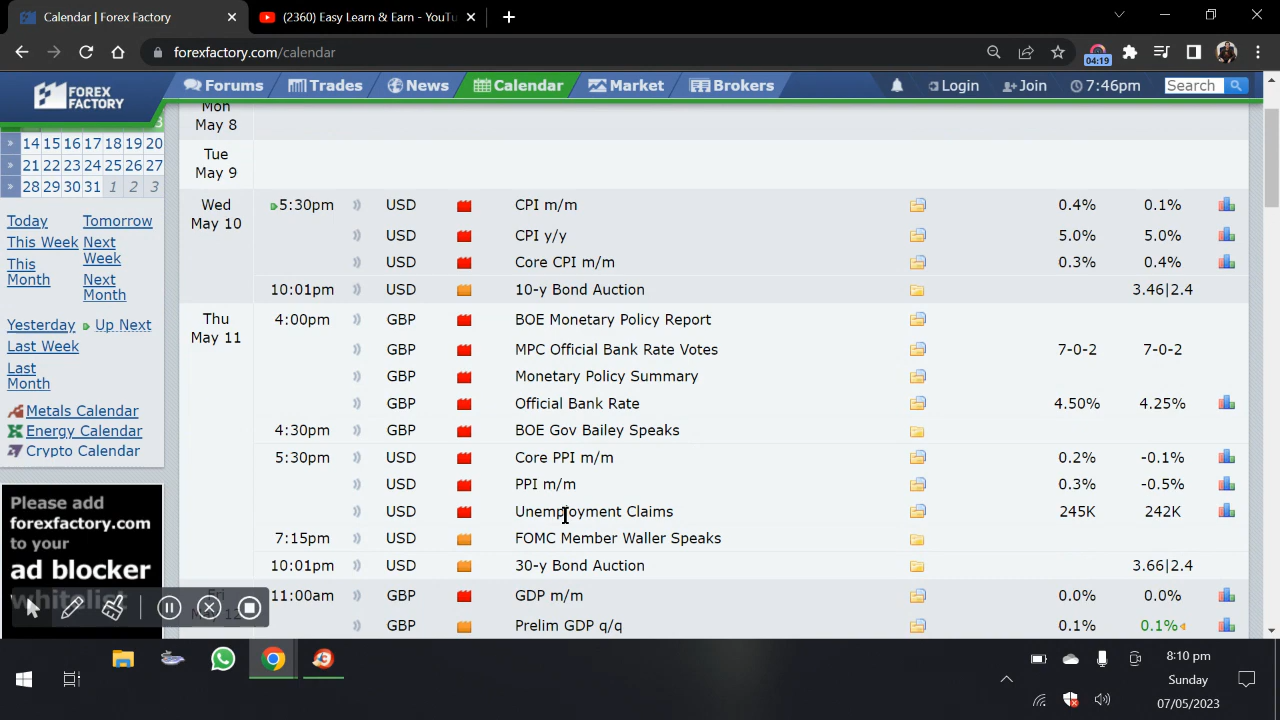 Calendar | Forex Factory
(2360) Easy Learn & Earn - YouTu
forexfactory.com/calendar
04:19
FOREX FACTORY
Forums Trades News Calendar Market Brokers Login Join 7:46pm Search
» 14 15 16 17 18 19 20
» 21 22 23 24 25 26 27
» 28 29 30 31 1 2 3
Today Tomorrow
This Week Next Week
This Month Next Month
Yesterday Up Next
Last Week
Last Month
Metals Calendar
Energy Calendar
Crypto Calendar
Please add
forexfactory.com
to your
ad blocker
whitelist
Mon
May 8
Tue
May 9
Wed
May 10
5:30pm USD CPI m/m 0.4% 0.1%
USD CPI y/y 5.0% 5.0%
USD Core CPI m/m 0.3% 0.4%
10:01pm USD 10-y Bond Auction 3.46|2.4
Thu
May 11
4:00pm GBP BOE Monetary Policy Report
GBP MPC Official Bank Rate Votes 7-0-2 7-0-2
GBP Monetary Policy Summary
GBP Official Bank Rate 4.50% 4.25%
4:30pm GBP BOE Gov Bailey Speaks
5:30pm USD Core PPI m/m 0.2% -0.1%
USD PPI m/m 0.3% -0.5%
USD Unemployment Claims 245K 242K
7:15pm USD FOMC Member Waller Speaks
10:01pm USD 30-y Bond Auction 3.66|2.4
11:00am GBP GDP m/m 0.0% 0.0%
GBP Prelim GDP q/q 0.1% 0.1%
8:10 pm
Sunday
07/05/2023